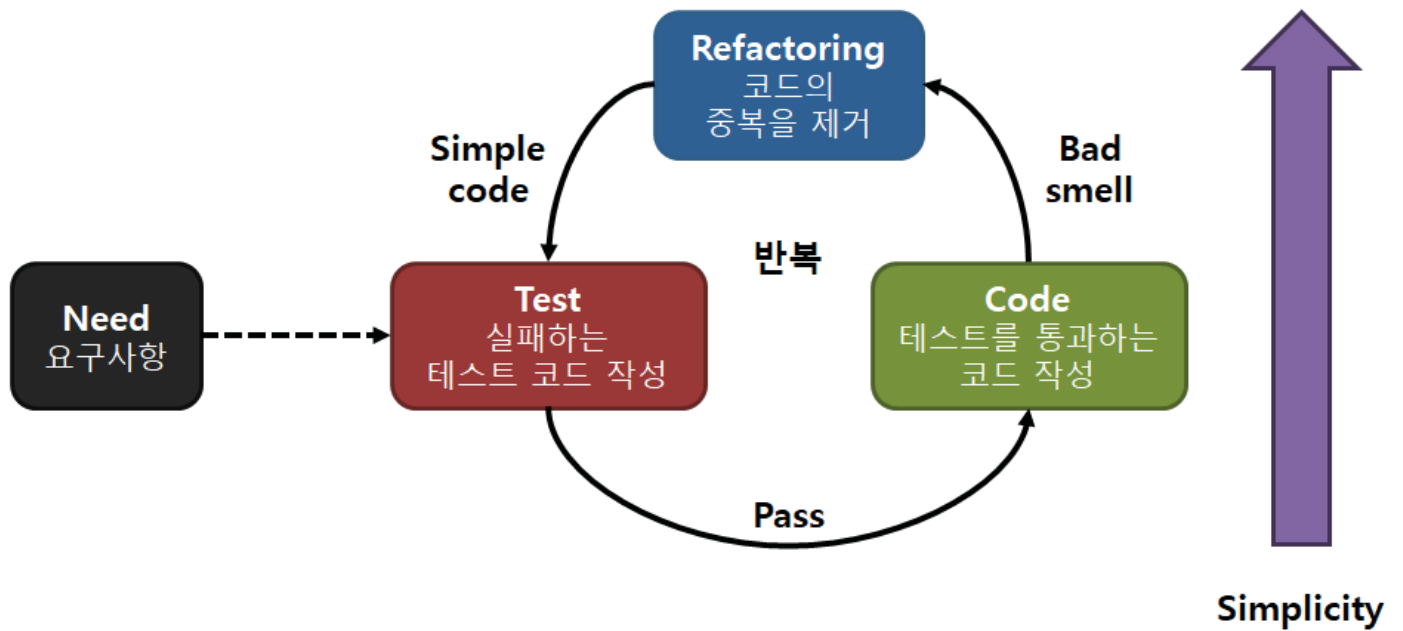 Refactoring
코드의
중복을 제거
Simple
code
Bad
smell
반복
Need
요구사항
Test
실패하는
테스트 코드 작성
Code
테스트를 통과하는
코드 작성
Pass
Simplicity